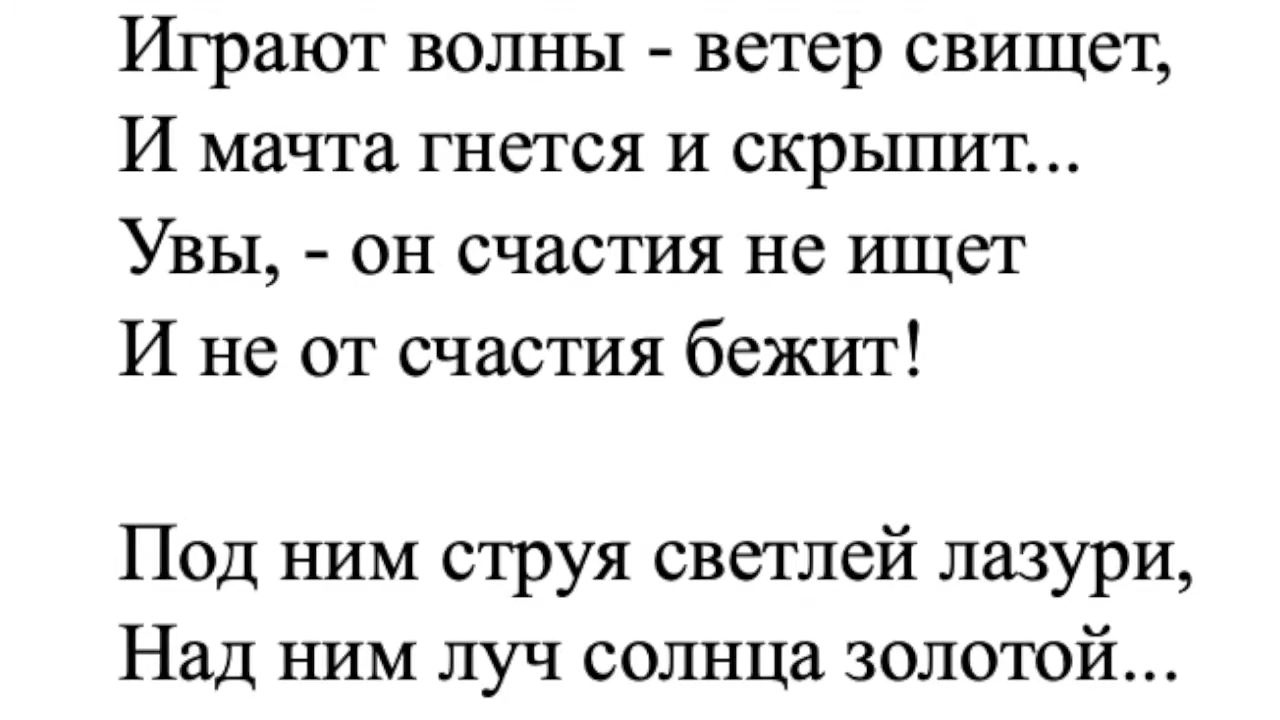 Играют волны - ветер свищет,
И мачта гнется и скрыпит...
Увы, - он счастия не ищет
И не от счастия бежит!
Под ним струя светлей лазури,
Над ним луч солнца золотой...